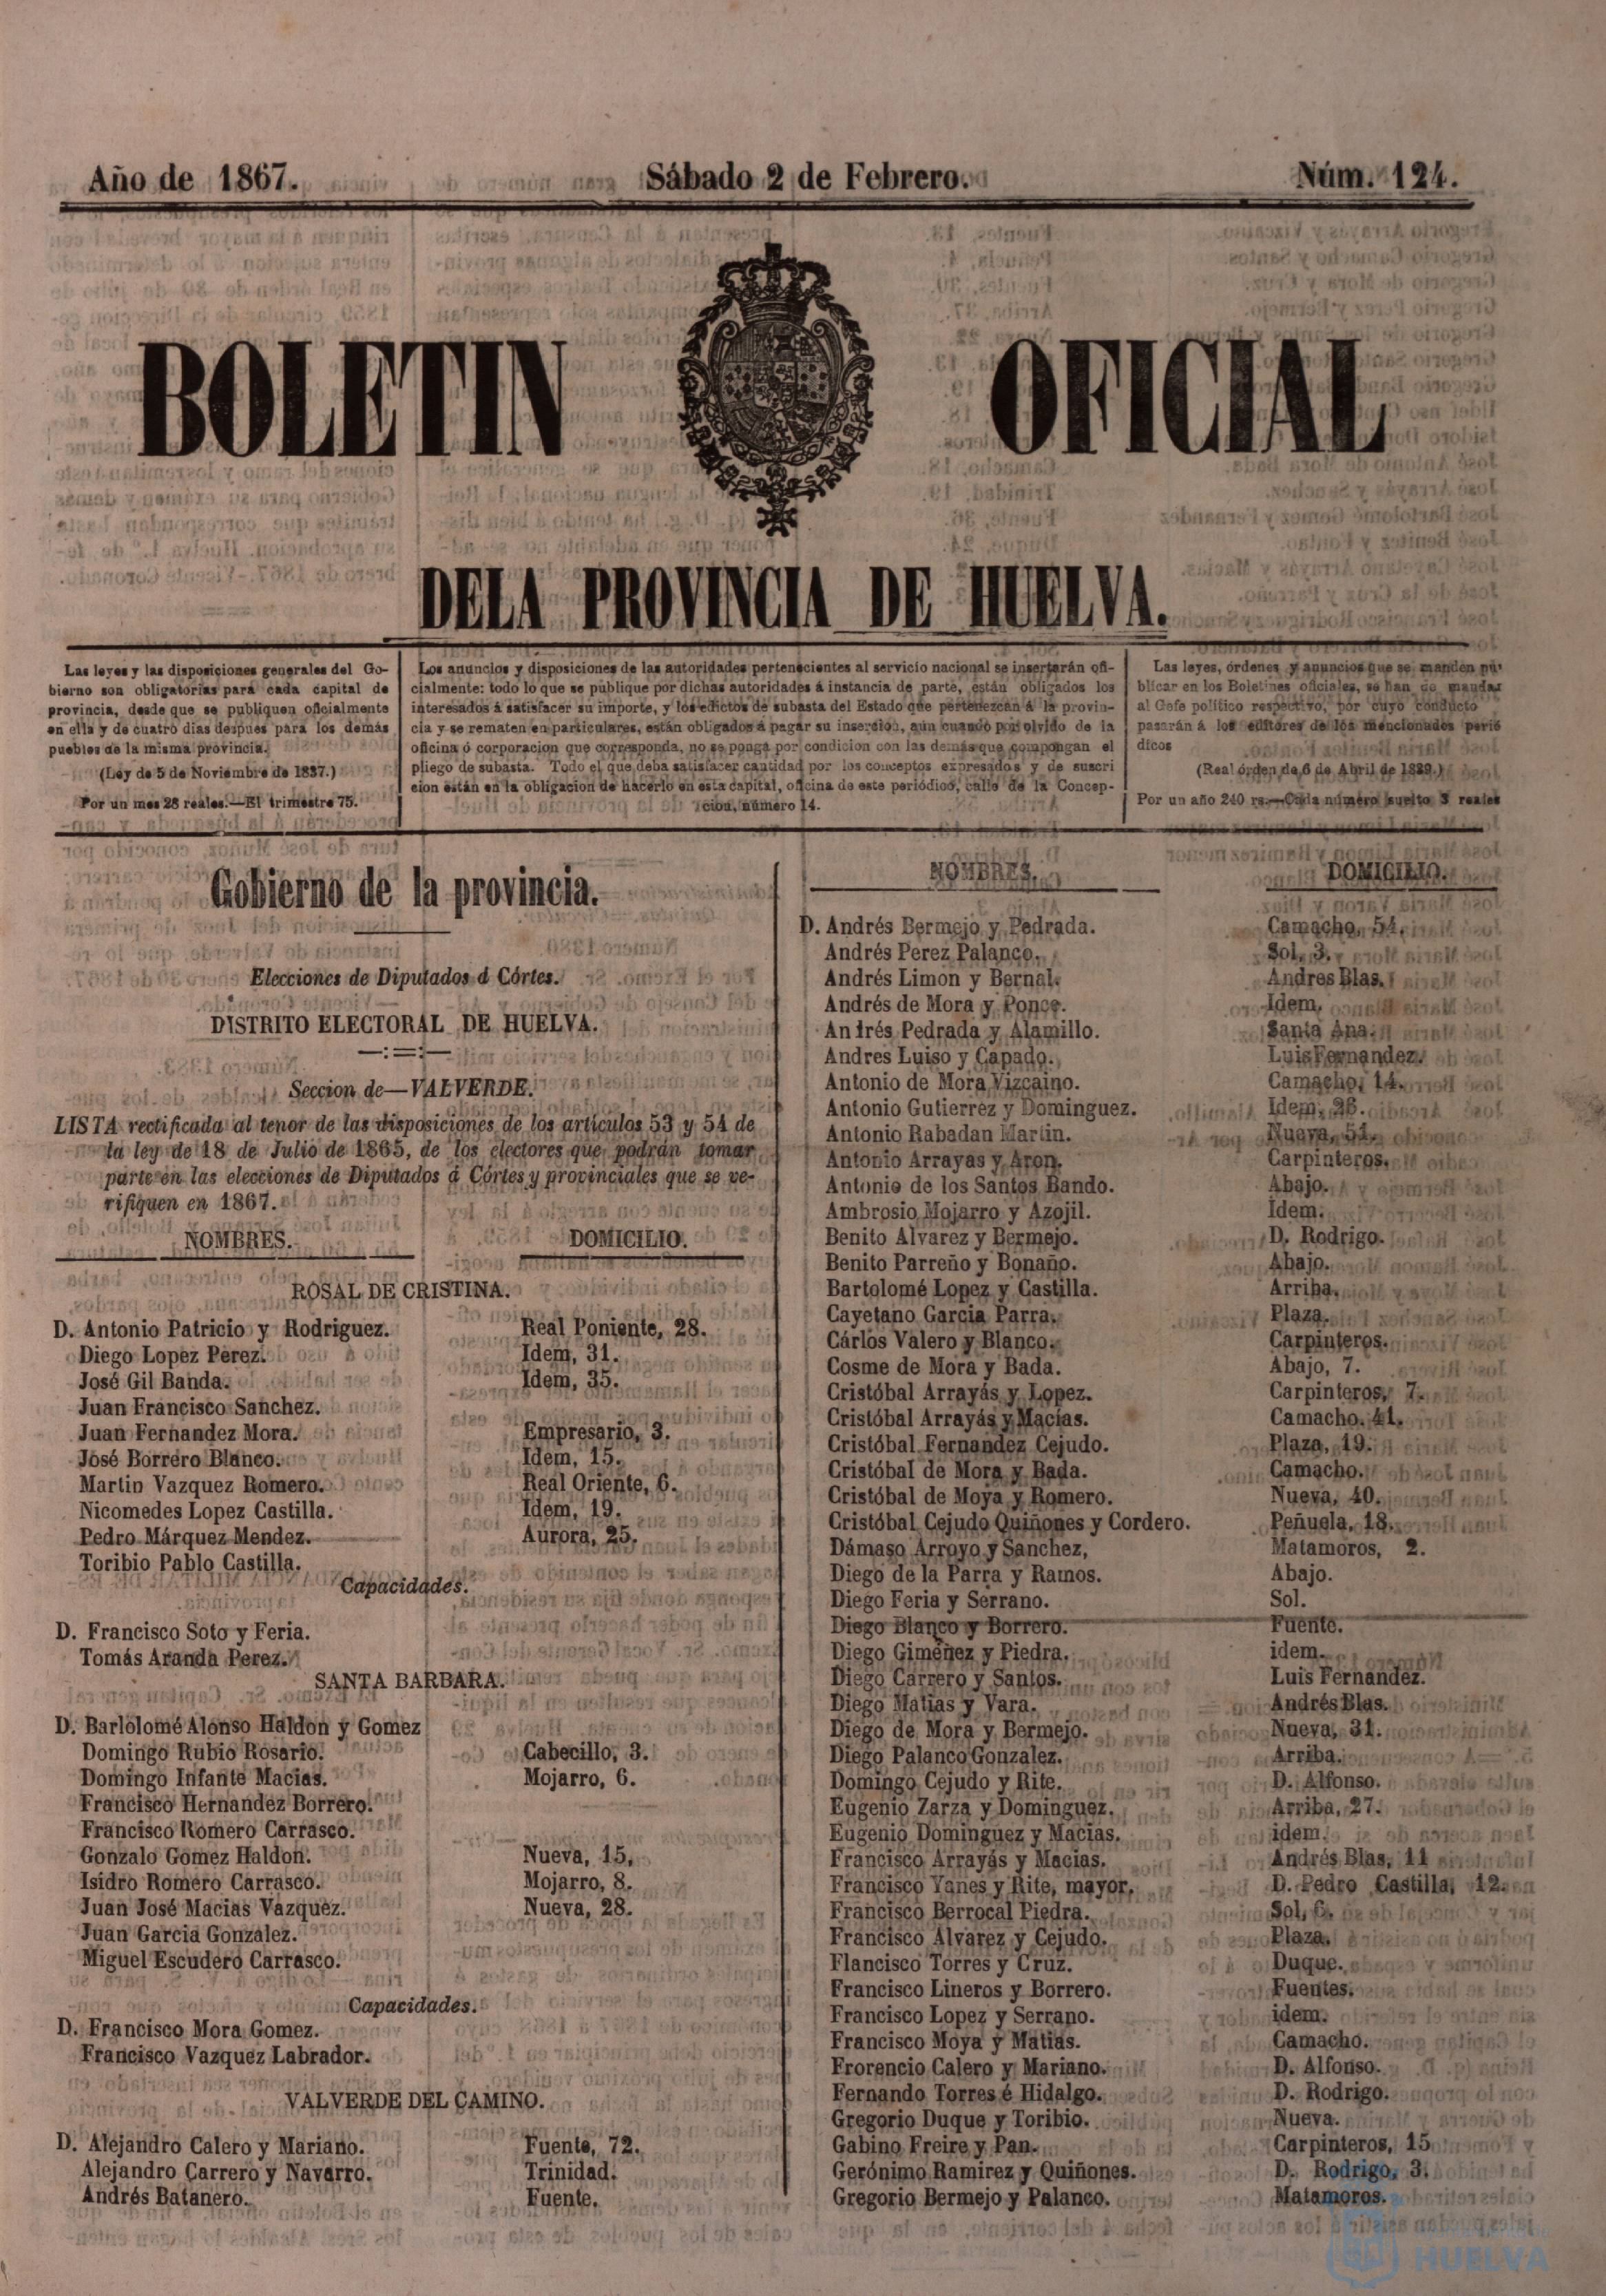 Año de 1867.
Sábado 2 de Febrero.
Núm. 124.
BOLETIN OFICIAL
DE LA PROVINCIA DE HUELVA.
Las leyes y las disposiciones generales del Go-
bierno son obligatorias para cada capital de
provincia, desde que se publiquen oficialmente
en ella y de cuatro dias despues para los demás
pueblos de la misma provincia.
(Ley de 5 de Noviembre de 1837.)
Por un mes 28 reales.—El trimestre 75.
Los anuncios y disposiciones de las autoridades pertenecientes al servicio nacional se insertarán ofi-
cialmente: todo lo que se publique por dichas autoridades á instancia de parte, están obligados los
interesados á satisfacer su importe, y los edictos de subasta del Estado que pertenezcan á la provin-
cia y se rematen en particulares, están obligados á pagar su insercion, aun cuando por olvido de la
oficina ó corporacion que corresponda, no se ponga por condicion con las demás que compongan el
pliego de subasta. Todo el que deba satisfacer cantidad por los conceptos expresados y de suscri
cion están en la obligacion de hacerlo en esta capital, oficina de este periódico, calle de la Concep-
cion, número 14.
Las leyes, órdenes y anuncios que se manden pu-
blicar en los Boletines oficiales, se han de mandar
al Gefe político respectivo, por cuyo conducto
pasarán á los editores de los mencionados perió
dicos
(Real órden de 6 de Abril de 1839.)
Por un año 240 rs.—Cada número suelto 3 reales
Gobierno de la provincia.
Elecciones de Diputados á Córtes.
DISTRITO ELECTORAL DE HUELVA.
Seccion de—VALVERDE.
LISTA rectificada al tenor de las disposiciones de los artículos 53 y 54 de
la ley de 18 de Julio de 1865, de los electores que podrán tomar
parte en las elecciones de Diputados á Córtes y provinciales que se ve-
rifiquen en 1867.
NOMBRES. DOMICILIO.
ROSAL DE CRISTINA.
D. Antonio Patricio y Rodriguez. Real Poniente, 28.
Diego Lopez Perez. Idem, 31.
José Gil Banda. Idem, 35.
Juan Francisco Sanchez.
Juan Fernandez Mora. Empresario, 3.
José Borrero Blanco. Idem, 15.
Martin Vazquez Romero. Real Oriente, 6.
Nicomedes Lopez Castilla. Idem, 19.
Pedro Márquez Mendez. Aurora, 25.
Toribio Pablo Castilla.
Capacidades.
D. Francisco Soto y Feria.
Tomás Aranda Perez.
SANTA BARBARA.
D. Barlolomé Alonso Haldon y Gomez
Domingo Rubio Rosario. Cabecillo, 3.
Domingo Infante Macias. Mojarro, 6.
Francisco Hernandez Borrero.
Francisco Romero Carrasco.
Gonzalo Gomez Haldon. Nueva, 15,
Isidro Romero Carrasco. Mojarro, 8.
Juan José Macias Vazquez. Nueva, 28.
Juan Garcia Gonzalez.
Miguel Escudero Carrasco.
Capacidades.
D. Francisco Mora Gomez.
Francisco Vazquez Labrador.
VALVERDE DEL CAMINO.
D. Alejandro Calero y Mariano. Fuente, 72.
Alejandro Carrero y Navarro. Trinidad.
Andrés Batanero. Fuente.
NOMBRES. DOMICILIO.
D. Andrés Bermejo y Pedrada. Camacho, 54.
Andrés Perez Palanco. Sol, 3.
Andrés Limon y Bernal. Andres Blas.
Andrés de Mora y Ponce. Idem.
An lrés Pedrada y Alamillo. Santa Ana.
Andres Luiso y Capado. Luis Fernandez.
Antonio de Mora Vizcaino. Camacho, 14.
Antonio Gutierrez y Dominguez. Idem, 26.
Antonio Rabadan Martin. Nueva, 51.
Antonio Arrayas y Aron. Carpinteros.
Antonio de los Santos Bando. Abajo.
Ambrosio Mojarro y Azojil. Idem.
Benito Alvarez y Bermejo. D. Rodrigo.
Benito Parreño y Bonaño. Abajo.
Bartolomé Lopez y Castilla. Arriba.
Cayetano Garcia Parra. Plaza.
Cárlos Valero y Blanco. Carpinteros.
Cosme de Mora y Bada. Abajo, 7.
Cristóbal Arrayás y Lopez. Carpinteros, 7.
Cristóbal Arrayás y Macías. Camacho. 41.
Cristóbal Fernandez Cejudo. Plaza, 19.
Cristóbal de Mora y Bada. Camacho.
Cristóbal de Moya y Romero. Nueva, 40.
Cristóbal Cejudo Quiñones y Cordero. Peñuela, 18.
Dámaso Arroyo y Sanchez, Matamoros, 2.
Diego de la Parra y Ramos. Abajo.
Diego Feria y Serrano. Sol.
Diego Blanco y Borrero. Fuente.
Diego Gimeñez y Piedra. idem.
Diego Carrero y Santos. Luis Fernandez.
Diego Matias y Vara. Andrés Blas.
Diego de Mora y Bermejo. Nueva, 31.
Diego Palanco Gonzalez. Arriba.
Domingo Cejudo y Rite. D. Alfonso.
Eugenio Zarza y Dominguez. Arriba, 27.
Eugenio Dominguez y Macias. idem.
Francisco Arrayás y Macias. Andrés Blas, 11
Francisco Yanes y Rite, mayor. D. Pedro Castilla, 12.
Francisco Berrocal Piedra. Sol, 6.
Francisco Alvarez y Cejudo. Plaza.
Flancisco Torres y Cruz. Duque.
Francisco Lineros y Borrero. Fuentes.
Francisco Lopez y Serrano. idem.
Francisco Moya y Matias. Camacho.
Frorencio Calero y Mariano. D. Alfonso.
Fernando Torres é Hidalgo. D. Rodrigo.
Gregorio Duque y Toribio. Nueva.
Gabino Freire y Pan. Carpinteros, 15
Gerónimo Ramirez y Quiñones. D. Rodrigo, 3.
Gregorio Bermejo y Palanco. Matamoros.
HUELVA